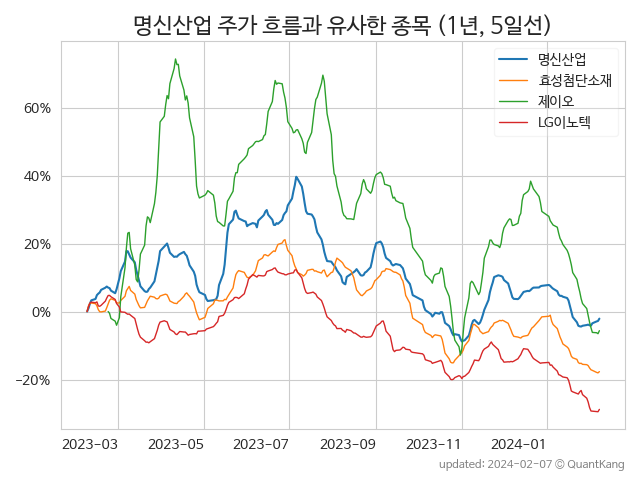 명신산업 주가 흐름과 유사한 종목 (1년, 5일선)
명신산업
효성첨단소재
제이오
LG이노텍
60%
40%
20%
0%
−20%
2023-03 2023-05 2023-07 2023-09 2023-11 2024-01
updated: 2024-02-07 © QuantKang